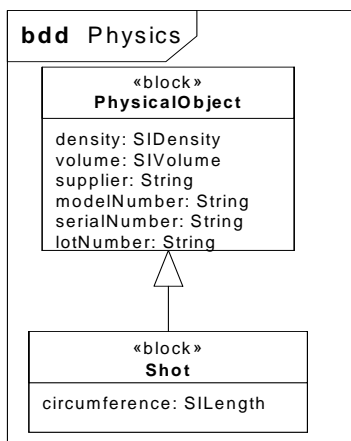 bdd Physics
«block»
PhysicalObject
density: SIDensity
volume: SIVolume
supplier: String
modelNumber: String
serialNumber: String
lotNumber: String
«block»
Shot
circumference: SILength